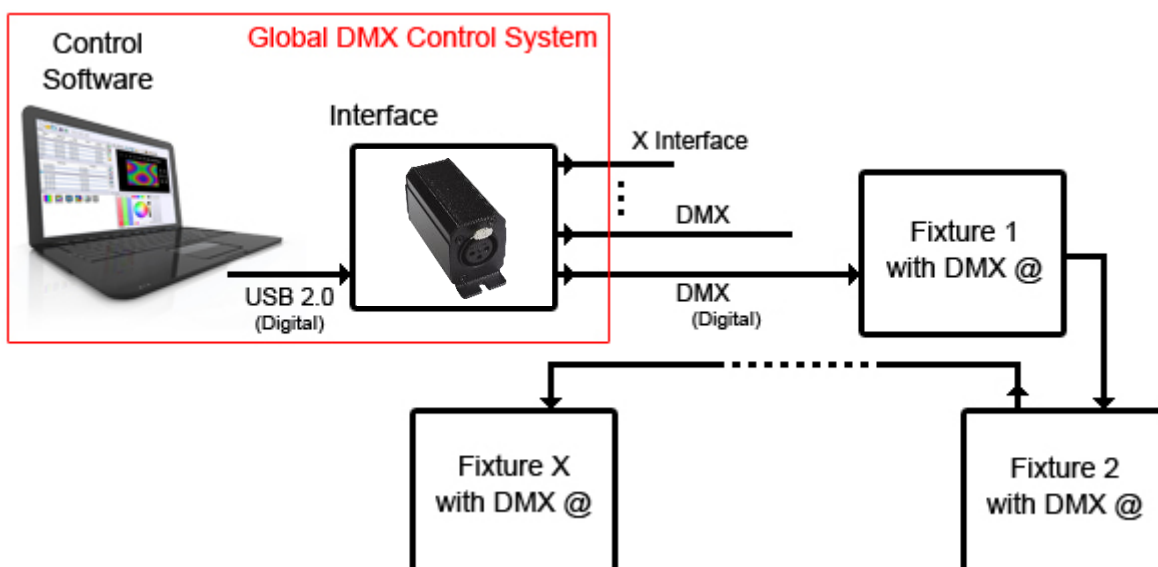 Global DMX Control System
Control
Software
Interface
X Interface
DMX
USB 2.0
(Digital)
DMX
(Digital)
Fixture 1
with DMX @
Fixture X
with DMX @
Fixture 2
with DMX @